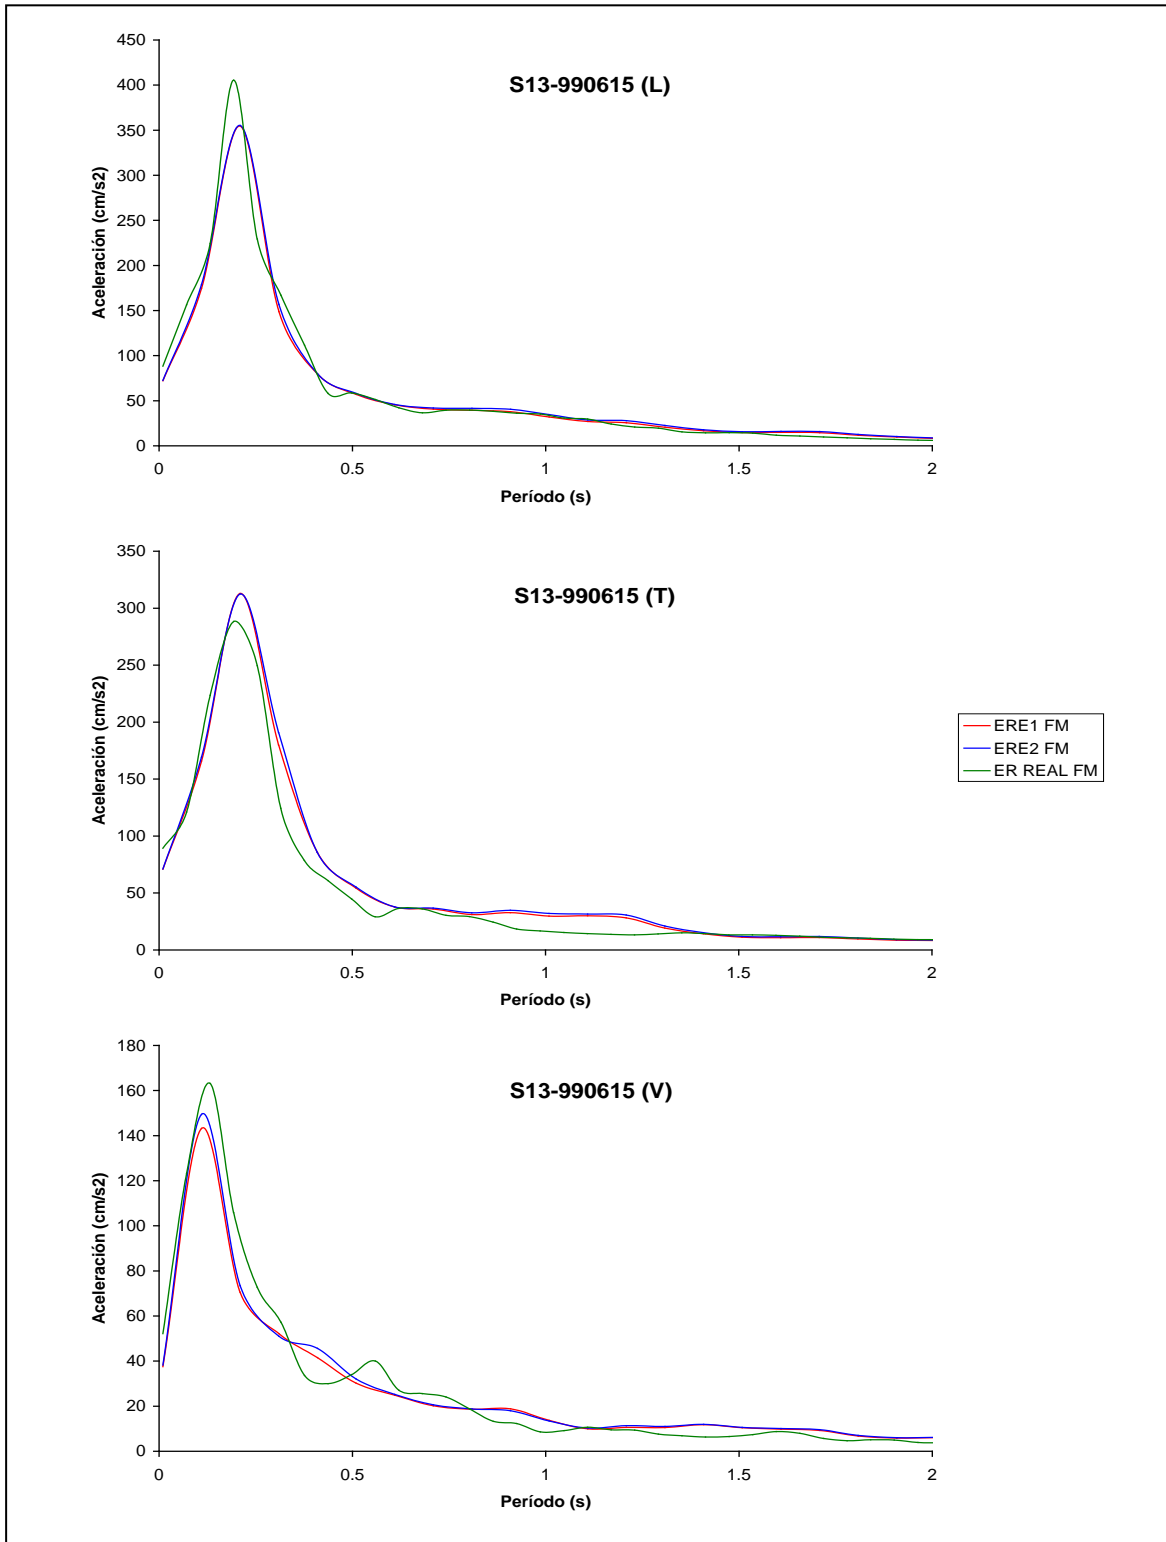 S13-990615 (L)
Aceleración (cm/s2)
450
400
350
300
250
200
150
100
50
0
0 0.5 1 1.5 2
Período (s)
S13-990615 (T)
Aceleración (cm/s2)
350
300
250
200
150
100
50
0
0 0.5 1 1.5 2
Período (s)
ERE1 FM
ERE2 FM
ER REAL FM
S13-990615 (V)
Aceleración (cm/s2)
180
160
140
120
100
80
60
40
20
0
0 0.5 1 1.5 2
Período (s)